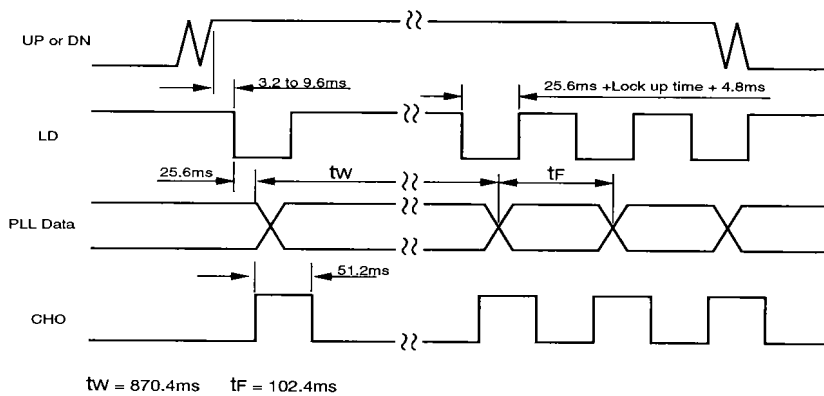 UP or DN
3.2 to 9.6ms
25.6ms +Lock up time + 4.8ms
LD
25.6ms
tW
tF
PLL Data
51.2ms
CHO
tW = 870.4ms tF = 102.4ms